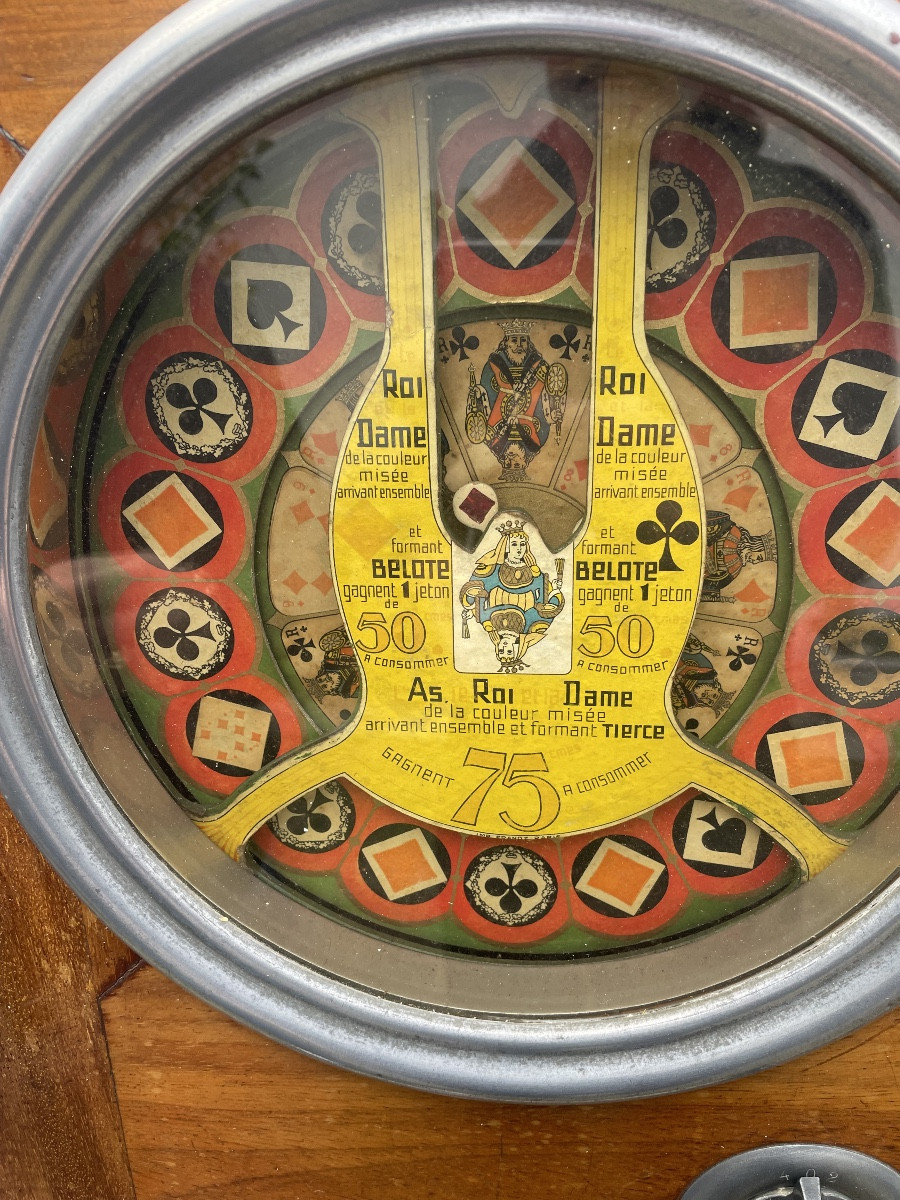 Roi
Dame
de la couleur
misée
arrivant ensemble
et
formant
BELOTE
gagnent 1 jeton
de
50
A consommer
Roi
Dame
de la couleur
misée
arrivant ensemble
et
formant
BELOTE
gagnent 1 jeton
de
50
A consommer
As. Roi Dame
de la couleur misée
arrivant ensemble et formant TIERCE
GAGNENT 75 A CONSOMMER
R
R
8
R
R